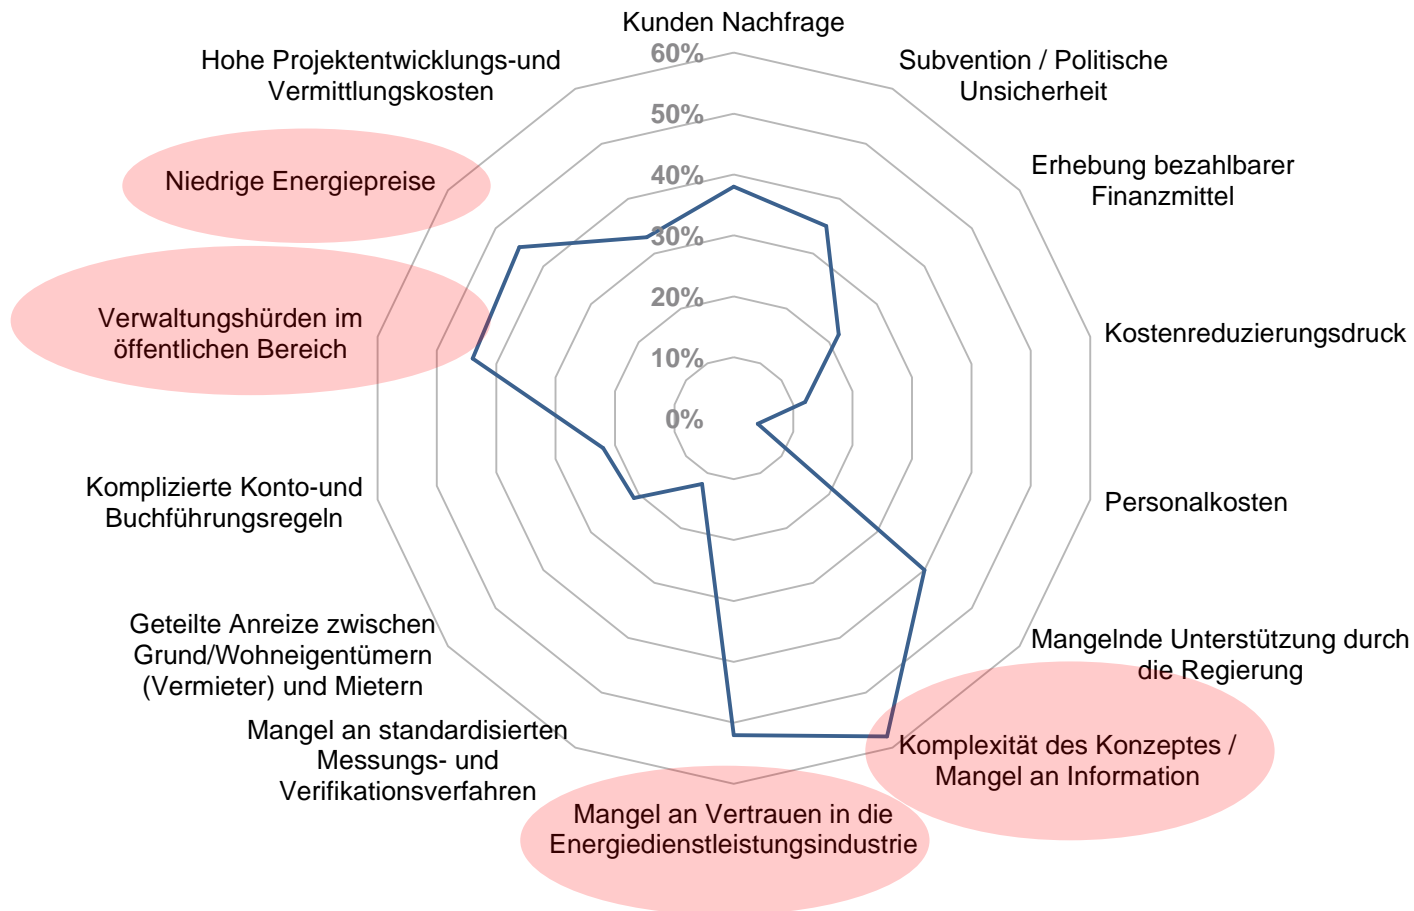 Kunden Nachfrage
60%
50%
40%
30%
20%
10%
0%
Subvention / Politische
Unsicherheit
Erhebung bezahlbarer
Finanzmittel
Kostenreduzierungsdruck
Personalkosten
Mangelnde Unterstützung durch
die Regierung
Komplexität des Konzeptes /
Mangel an Information
Mangel an Vertrauen in die
Energiedienstleistungsindustrie
Mangel an standardisierten
Messungs- und
Verifikationsverfahren
Geteilte Anreize zwischen
Grund/Wohneigentümern
(Vermieter) und Mietern
Komplizierte Konto-und
Buchführungsregeln
Verwaltungshürden im
öffentlichen Bereich
Niedrige Energiepreise
Hohe Projektentwicklungs-und
Vermittlungskosten